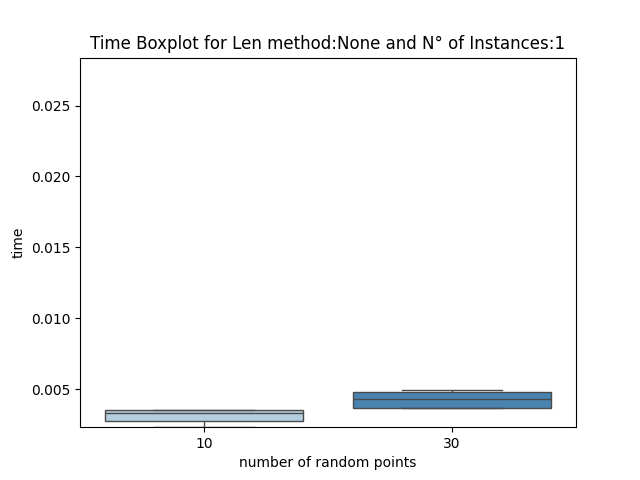 Time Boxplot for Len method:None and N° of Instances:1
0.025
0.020
0.015
0.010
0.005
time
10 30
number of random points